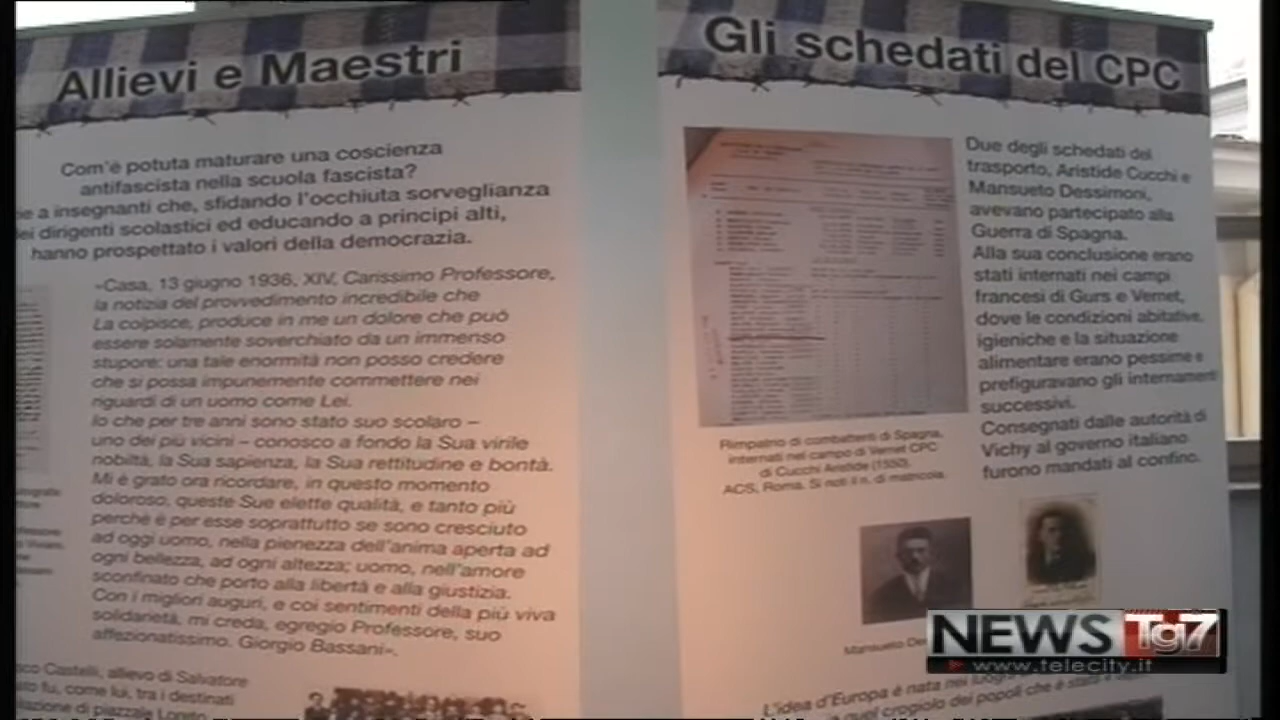 Allievi e Maestri
Com'è potuta maturare una coscienza
antifascista nella scuola fascista?
a insegnanti che, sfidando l'occhiuta sorveglianza
dirigenti scolastici ed educando a principi alti,
hanno prospettato i valori della democrazia.
«Casa, 13 giugno 1936, XIV, Carissimo Professore,
la notizia del provvedimento incredibile che
La colpisce, produce in me un dolore che può
essere solamente soverchiato da un immenso
stupore: una tale enormità non posso credere
che si possa impunemente commettere nei
riguardi di un uomo come Lei.
Io che per tre anni sono stato suo scolaro –
uno dei più vicini – conosco a fondo la Sua virile
nobiltà, la Sua sapienza, la Sua rettitudine e bontà.
Mi è grato ora ricordare, in questo momento
doloroso, queste Sue elette qualità, e tanto più
perchè è per esse soprattutto se sono cresciuto
ad oggi uomo, nella pienezza dell'anima aperta ad
ogni bellezza, ad ogni altezza; uomo, nell'amore
sconfinato che porto alla libertà e alla giustizia.
Con i migliori auguri, e coi sentimenti della più viva
solidarietà, mi creda, egregio Professore, suo
affezionatissimo. Giorgio Bassani».
Castelli, allievo di Salvatore
fu, come lui, tra i destinati
di piazzale Loreto
Gli schedati del CPC
Due degli schedati del
trasporto, Aristide Cucchi e
Mansueto Dessimoni,
avevano partecipato alla
Guerra di Spagna.
Alla sua conclusione erano
stati internati nei campi
francesi di Gurs e Vernet,
dove le condizioni abitative,
igieniche e la situazione
alimentare erano pessime e
prefiguravano gli internamenti
successivi.
Consegnati dalle autorità di
Vichy al governo italiano
furono mandati al confino.
Rimpatrio di combattenti di Spagna,
internati nel campo di Vernet CPC
di Cucchi Aristide (1550).
ACS, Roma. Si noti il n. di matricola.
Mansueto
L'idea d'Europa è nata nei
quel crogiolo dei popoli che è
NEWS Tg7
www.telecity.it